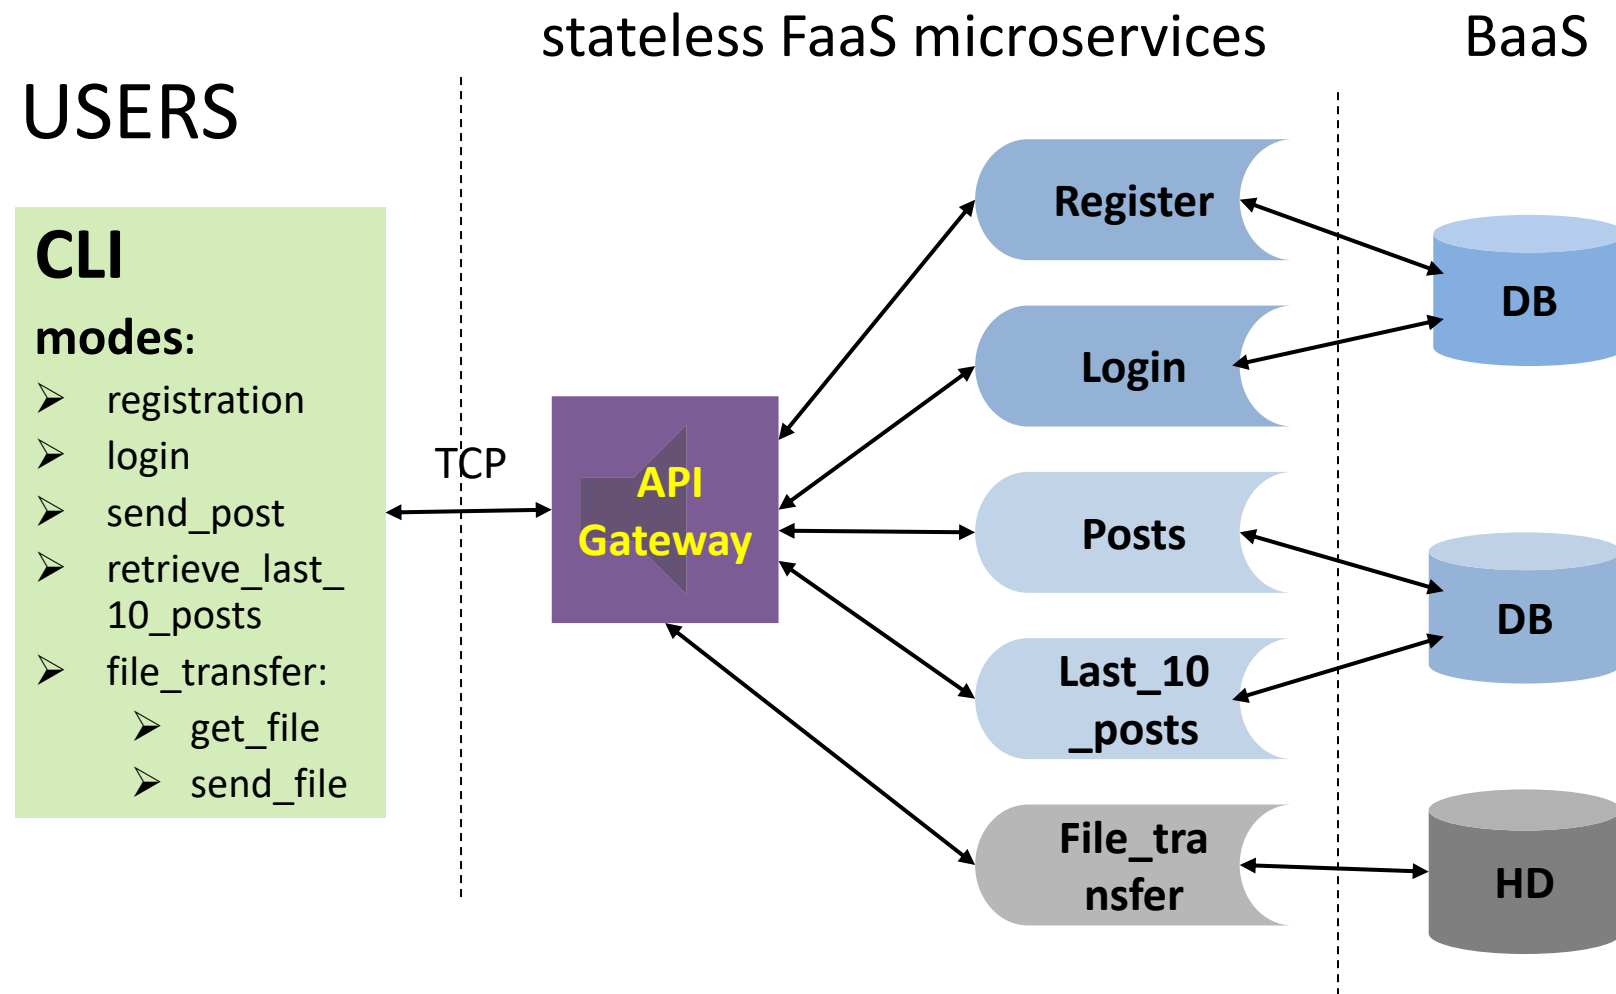 stateless FaaS microservices
BaaS
USERS
CLI
modes:
➢ registration
➢ login
➢ send_post
➢ retrieve_last_
10_posts
➢ file_transfer:
➢ get_file
➢ send_file
TCP
API
Gateway
Register
Login
Posts
Last_10
_posts
File_tra
nsfer
DB
DB
HD